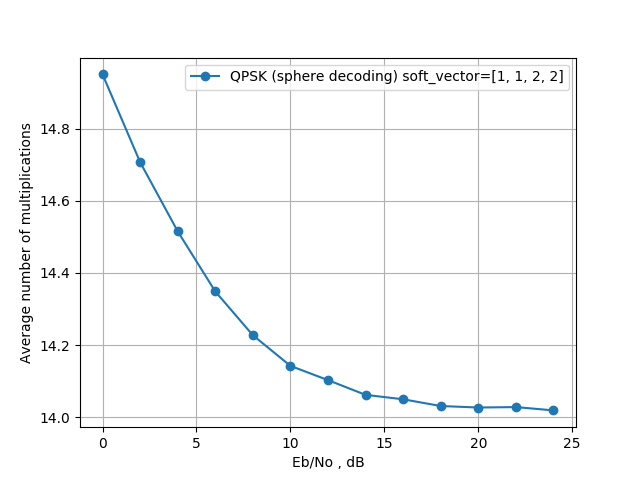 QPSK (sphere decoding) soft_vector=[1, 1, 2, 2]
Average number of multiplications
14.8
14.6
14.4
14.2
14.0
0 5 10 15 20 25
Eb/No , dB